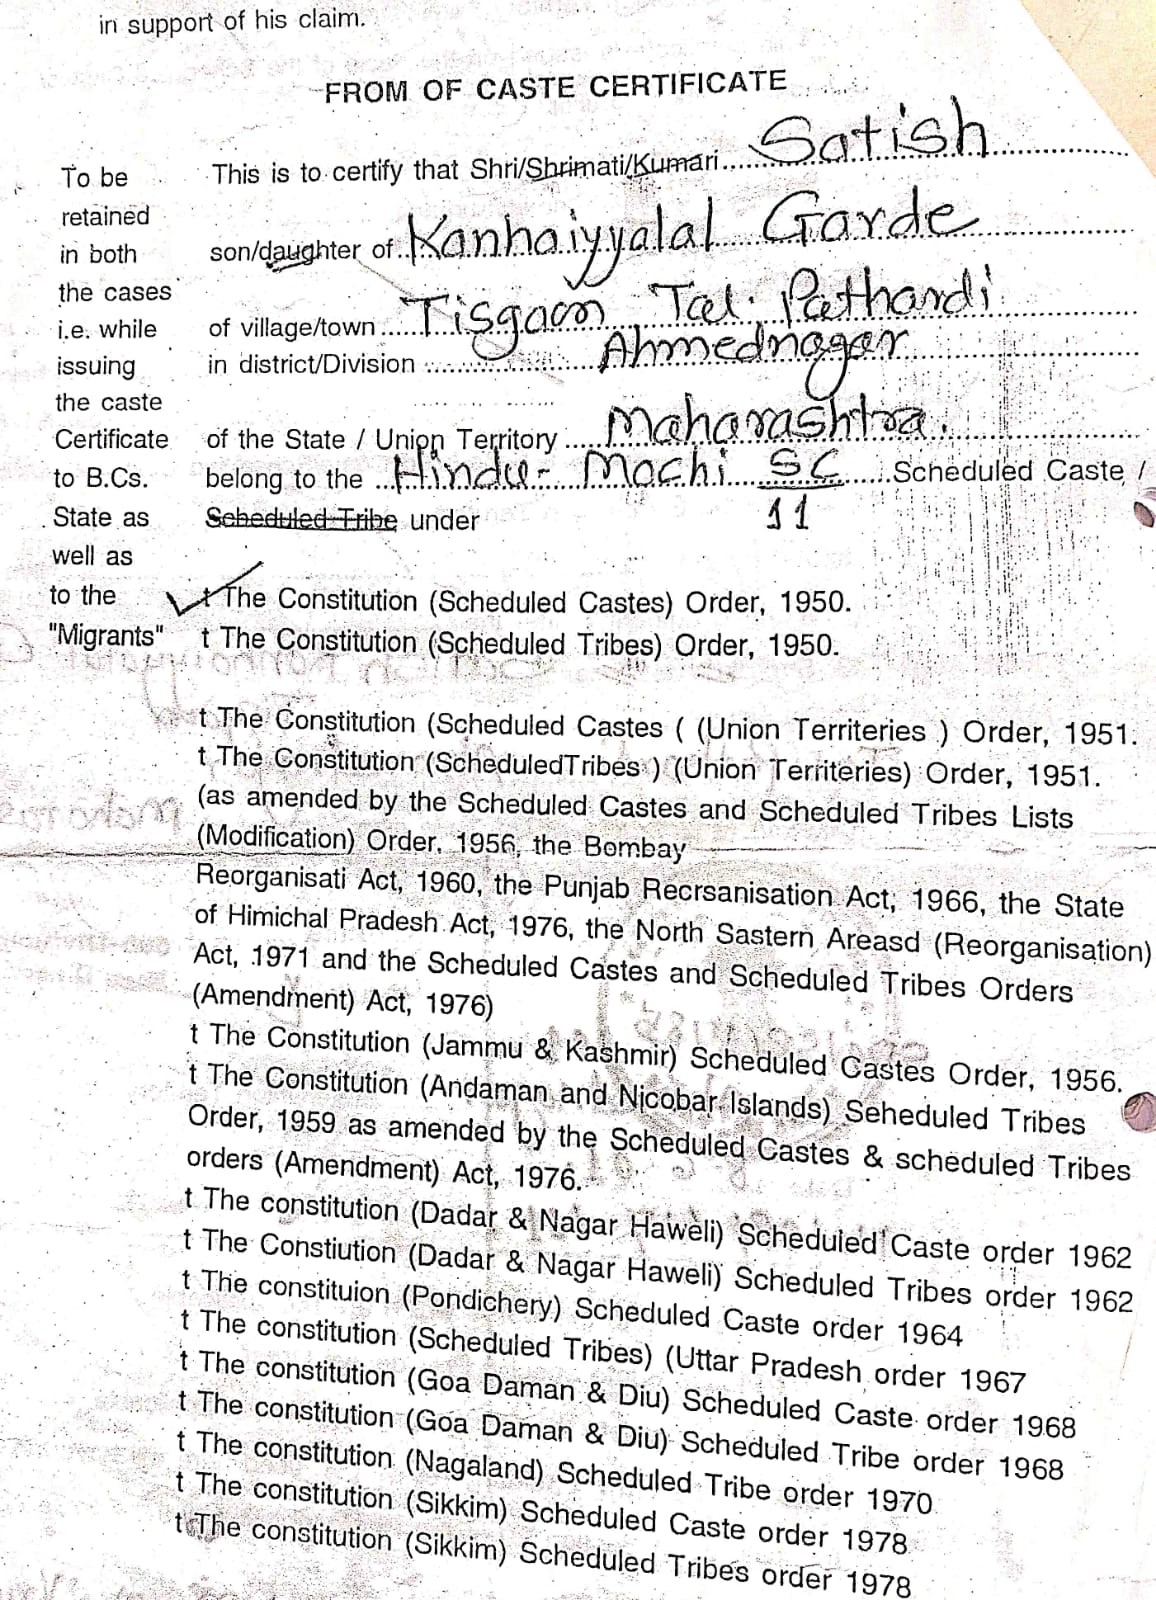 in support of his claim.
FROM OF CASTE CERTIFICATE
To be This is to certify that Shri/Shrimati/Kumari Satish
retained
in both son/daughter of Kanhaiyyalal Garde
the cases
i.e. while of village/town Tisgaon Tal. Pathardi
issuing in district/Division Ahmednagar
the caste
Certificate of the State / Union Territory Maharashtra.
to B.Cs. belong to the Hindu- Mochi SC Scheduled Caste /
State as Scheduled Tribe under 11
well as
to the t The Constitution (Scheduled Castes) Order, 1950.
"Migrants" t The Constitution (Scheduled Tribes) Order, 1950.
t The Constitution (Scheduled Castes ( (Union Territeries ) Order, 1951.
t The Constitution (ScheduledTribes ) (Union Territeries) Order, 1951.
(as amended by the Scheduled Castes and Scheduled Tribes Lists
(Modification) Order, 1956, the Bombay
Reorganisati Act, 1960, the Punjab Recrsanisation Act, 1966, the State
of Himichal Pradesh Act, 1976, the North Sastern Areasd (Reorganisation)
Act, 1971 and the Scheduled Castes and Scheduled Tribes Orders
(Amendment) Act, 1976)
t The Constitution (Jammu & Kashmir) Scheduled Castes Order, 1956.
t The Constitution (Andaman and Nicobar Islands) Seheduled Tribes
Order, 1959 as amended by the Scheduled Castes & scheduled Tribes
orders (Amendment) Act, 1976.
t The constitution (Dadar & Nagar Haweli) Scheduied Caste order 1962
t The Constiution (Dadar & Nagar Haweli) Scheduled Tribes order 1962
t The constituion (Pondichery) Scheduled Caste order 1964
t The constitution (Scheduled Tribes) (Uttar Pradesh order 1967
t The constitution (Goa Daman & Diu) Scheduled Caste order 1968
t The constitution (Goa Daman & Diu) Scheduled Tribe order 1968
t The constitution (Nagaland) Scheduled Tribe order 1970
t The constitution (Sikkim) Scheduled Caste order 1978
t The constitution (Sikkim) Scheduled Tribes order 1978